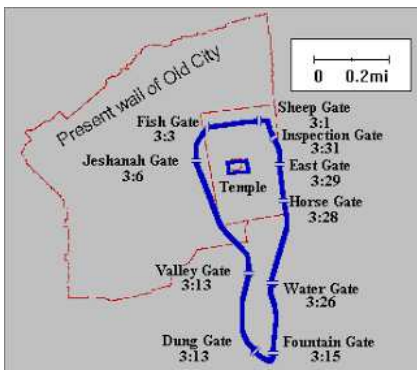 Present wall of Old City
0 0.2mi
Sheep Gate
3:1
Fish Gate
3:3
Inspection Gate
3:31
Jeshanah Gate
3:6
East Gate
3:29
Temple
Horse Gate
3:28
Valley Gate
3:13
Water Gate
3:26
Dung Gate
3:13
Fountain Gate
3:15